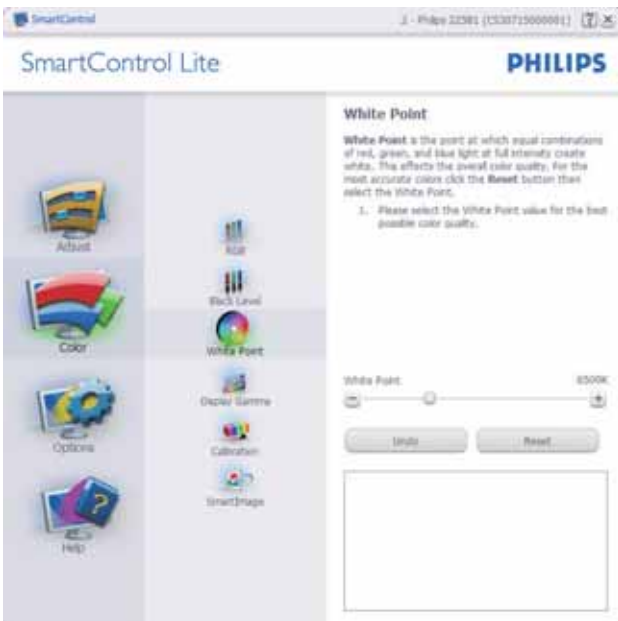 SmartControl
SmartControl Lite
PHILIPS
Adjust
Color
Options
Help
RGB
Black Level
White Point
Display Gamma
Calibration
SmartImage
White Point
White Point is the point at which equal combinations
of red, green, and blue light at full intensity create
white. This effects the overall color quality. For the
most accurate colors click the Reset button then
select the White Point.
1. Please select the White Point value for the best
possible color quality.
White Point
6500K
Undo
Reset